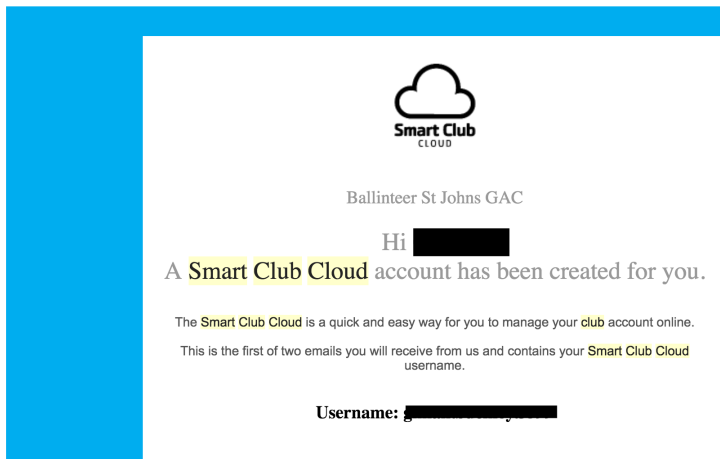 Smart Club
CLOUD
Ballinteer St Johns GAC
Hi
A Smart Club Cloud account has been created for you.
The Smart Club Cloud is a quick and easy way for you to manage your club account online.
This is the first of two emails you will receive from us and contains your Smart Club Cloud
username.
Username: